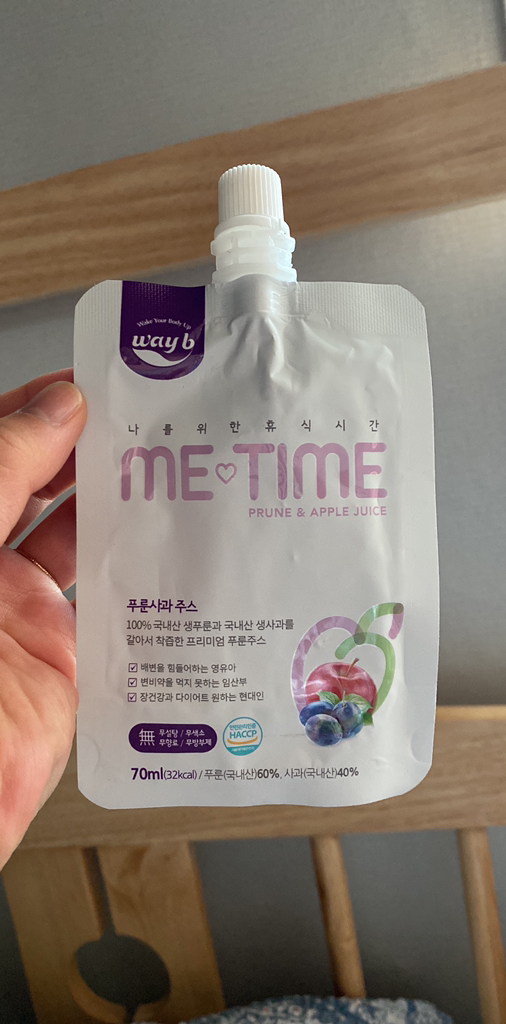 Wake Your Body Up
way b
나를위한휴식시간
ME♡TIME
PRUNE & APPLE JUICE
푸룬사과 주스
100% 국내산 생푸룬과 국내산 생사과를
갈아서 착즙한 프리미엄 푸룬주스
☑ 배변을 힘들어하는 영유아
☑ 변비약을 먹지 못하는 임산부
☑ 장건강과 다이어트 원하는 현대인
無 무설탕 / 무색소
무향료 / 무방부제
안전관리인증
HACCP
70ml(32kcal) / 푸룬(국내산)60%, 사과(국내산)40%